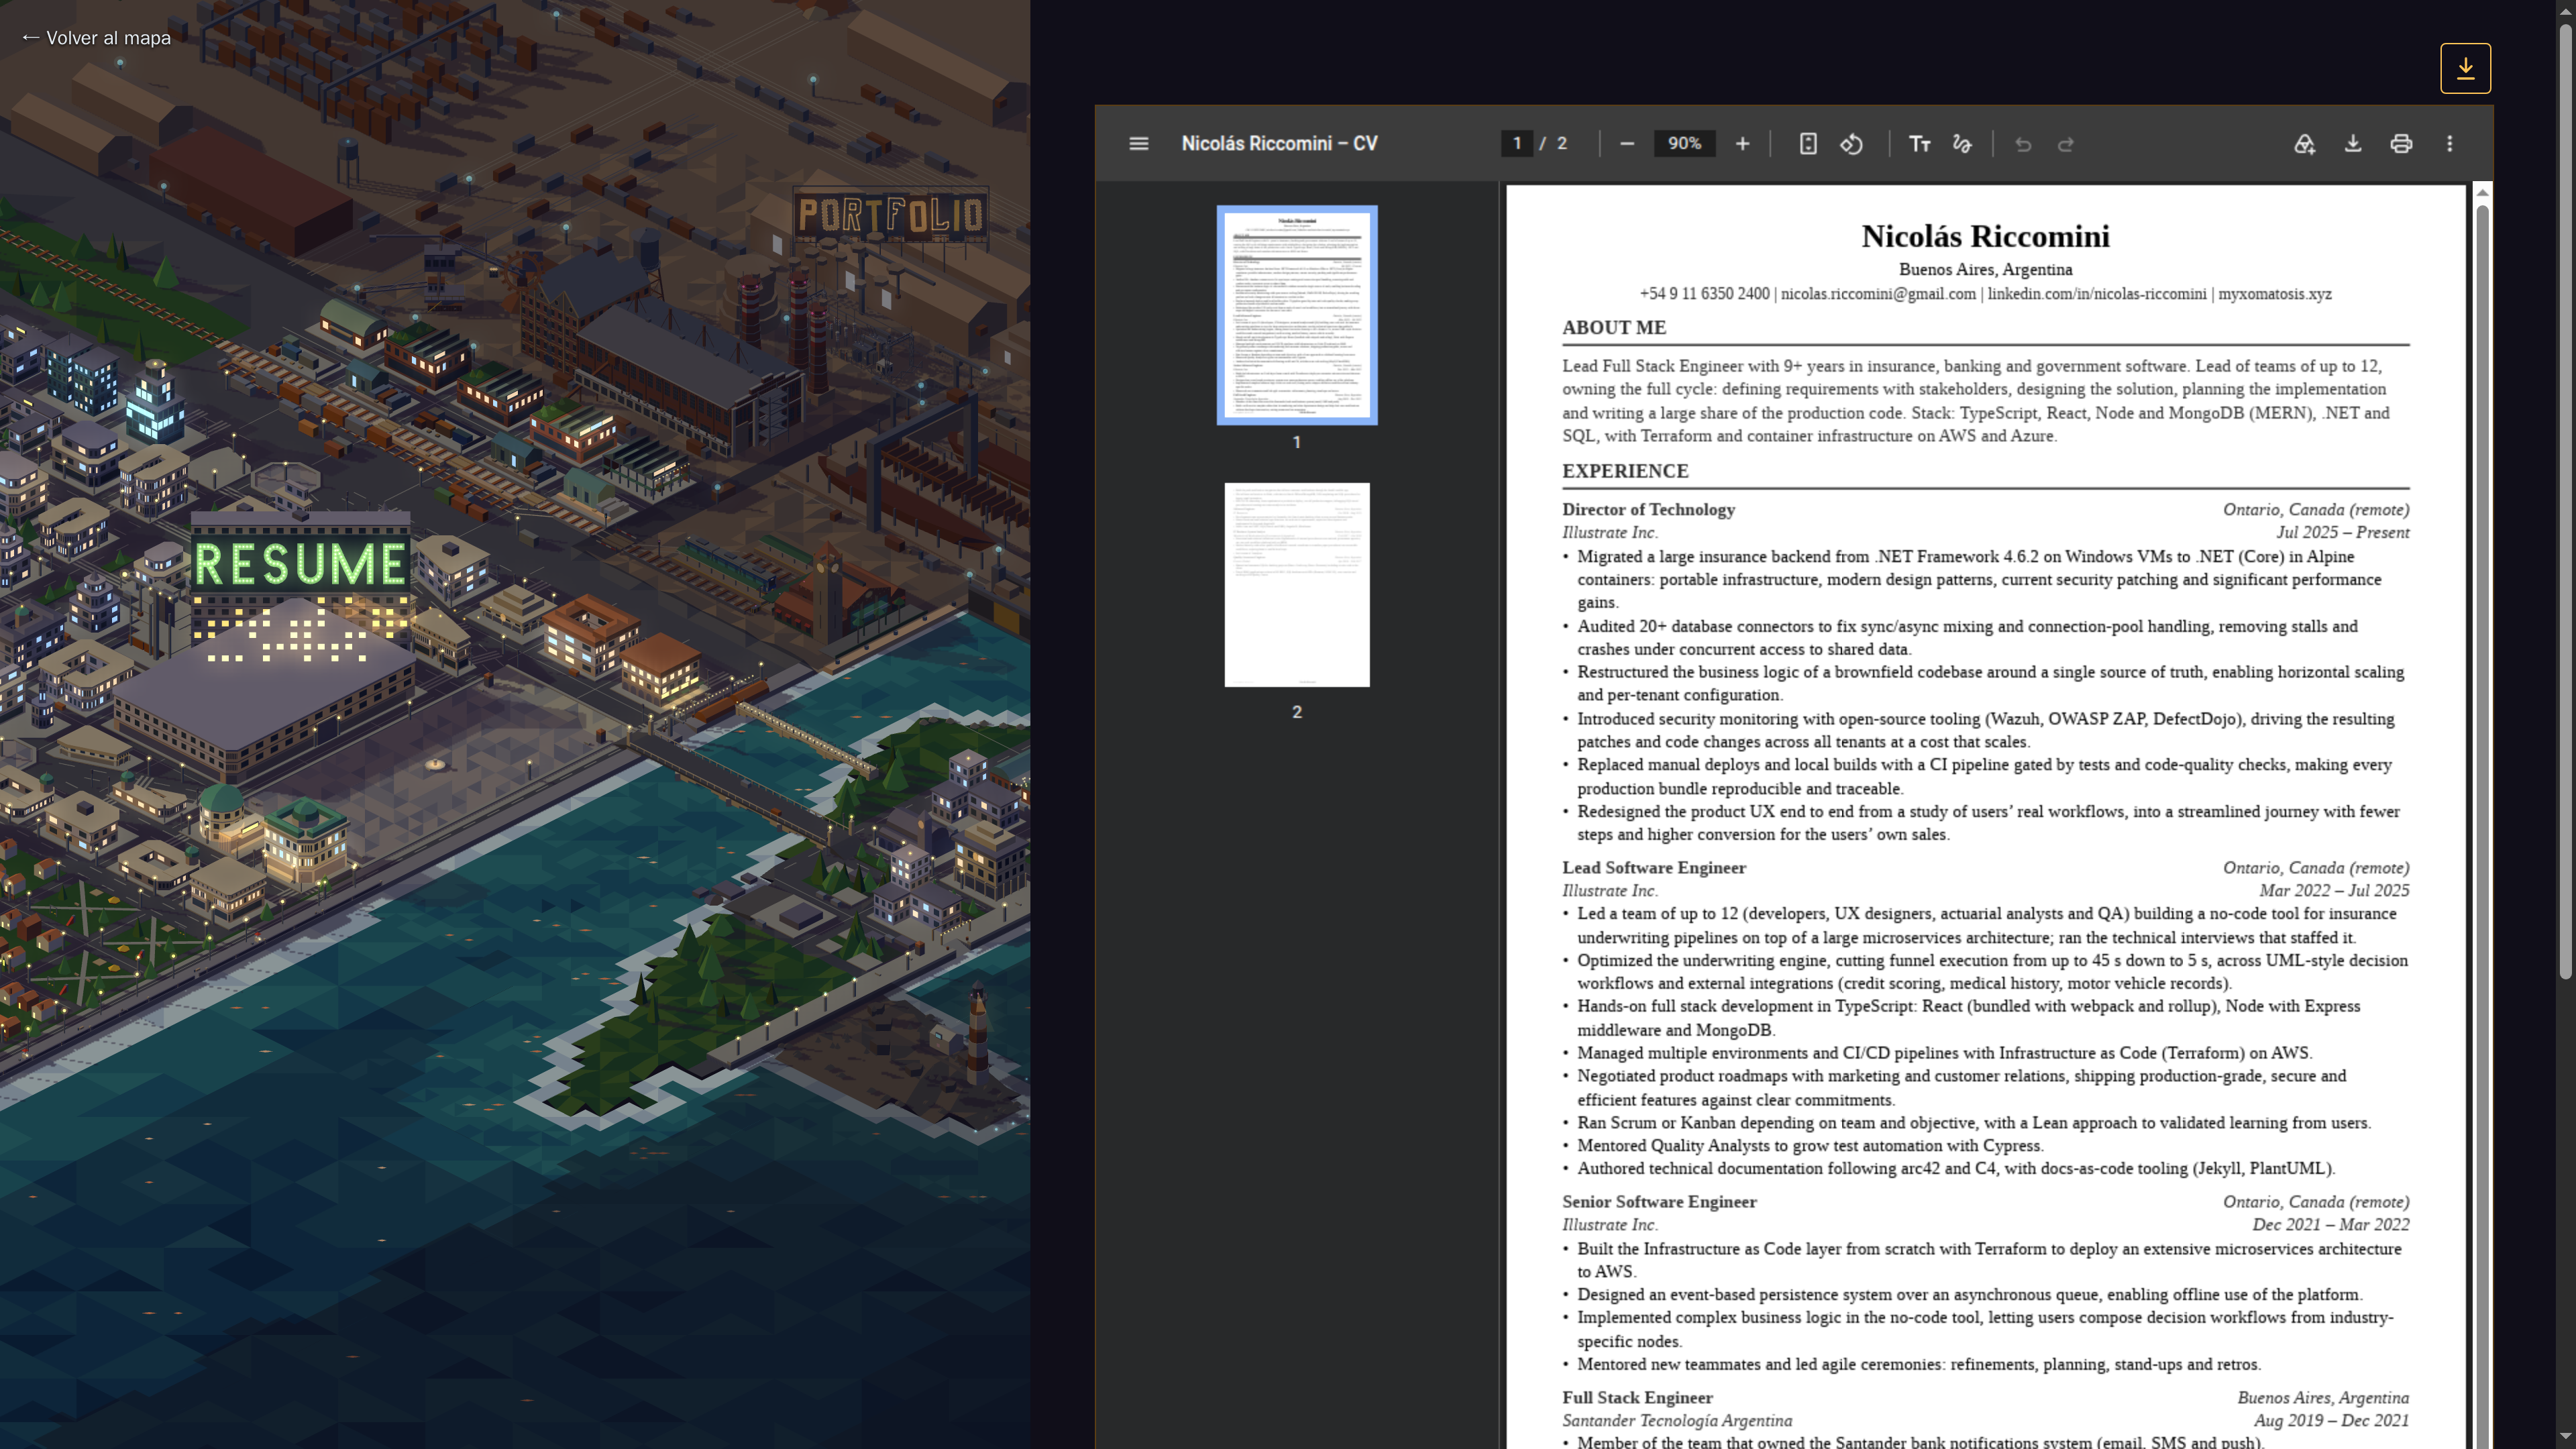 ← Volver al mapa
PORTFOLIO
RESUME
Nicolás Riccomini – CV
1 / 2
90%
1
2
Nicolás Riccomini
Buenos Aires, Argentina
+54 9 11 6350 2400 | nicolas.riccomini@gmail.com | linkedin.com/in/nicolas-riccomini | myxomatosis.xyz
ABOUT ME
Lead Full Stack Engineer with 9+ years in insurance, banking and government software. Lead of teams of up to 12,
owning the full cycle: defining requirements with stakeholders, designing the solution, planning the implementation
and writing a large share of the production code. Stack: TypeScript, React, Node and MongoDB (MERN), .NET and
SQL, with Terraform and container infrastructure on AWS and Azure.
EXPERIENCE
Director of Technology Ontario, Canada (remote)
Illustrate Inc. Jul 2025 – Present
• Migrated a large insurance backend from .NET Framework 4.6.2 on Windows VMs to .NET (Core) in Alpine
containers: portable infrastructure, modern design patterns, current security patching and significant performance
gains.
• Audited 20+ database connectors to fix sync/async mixing and connection-pool handling, removing stalls and
crashes under concurrent access to shared data.
• Restructured the business logic of a brownfield codebase around a single source of truth, enabling horizontal scaling
and per-tenant configuration.
• Introduced security monitoring with open-source tooling (Wazuh, OWASP ZAP, DefectDojo), driving the resulting
patches and code changes across all tenants at a cost that scales.
• Replaced manual deploys and local builds with a CI pipeline gated by tests and code-quality checks, making every
production bundle reproducible and traceable.
• Redesigned the product UX end to end from a study of users’ real workflows, into a streamlined journey with fewer
steps and higher conversion for the users’ own sales.
Lead Software Engineer Ontario, Canada (remote)
Illustrate Inc. Mar 2022 – Jul 2025
• Led a team of up to 12 (developers, UX designers, actuarial analysts and QA) building a no-code tool for insurance
underwriting pipelines on top of a large microservices architecture; ran the technical interviews that staffed it.
• Optimized the underwriting engine, cutting funnel execution from up to 45 s down to 5 s, across UML-style decision
workflows and external integrations (credit scoring, medical history, motor vehicle records).
• Hands-on full stack development in TypeScript: React (bundled with webpack and rollup), Node with Express
middleware and MongoDB.
• Managed multiple environments and CI/CD pipelines with Infrastructure as Code (Terraform) on AWS.
• Negotiated product roadmaps with marketing and customer relations, shipping production-grade, secure and
efficient features against clear commitments.
• Ran Scrum or Kanban depending on team and objective, with a Lean approach to validated learning from users.
• Mentored Quality Analysts to grow test automation with Cypress.
• Authored technical documentation following arc42 and C4, with docs-as-code tooling (Jekyll, PlantUML).
Senior Software Engineer Ontario, Canada (remote)
Illustrate Inc. Dec 2021 – Mar 2022
• Built the Infrastructure as Code layer from scratch with Terraform to deploy an extensive microservices architecture
to AWS.
• Designed an event-based persistence system over an asynchronous queue, enabling offline use of the platform.
• Implemented complex business logic in the no-code tool, letting users compose decision workflows from industry-
specific nodes.
• Mentored new teammates and led agile ceremonies: refinements, planning, stand-ups and retros.
Full Stack Engineer Buenos Aires, Argentina
Santander Tecnología Argentina Aug 2019 – Dec 2021
• Member of the team that owned the Santander bank notifications system (email, SMS and push).